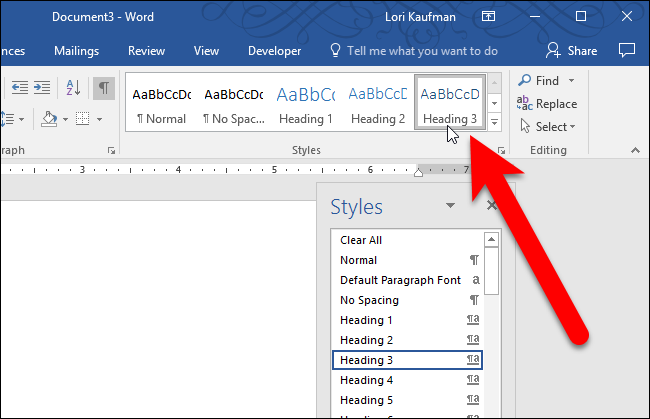 Document3 - Word Lori Kaufman
nces Mailings Review View Developer Tell me what you want to do Share
AaBbCcDc AaBbCcDc AaBbCc AaBbCcD AaBbCcD
¶ Normal ¶ No Spac... Heading 1 Heading 2 Heading 3
Find
Replace
Select
graph Styles Editing
3 4 5 6 7
Styles
Clear All
Normal ¶
Default Paragraph Font a
No Spacing ¶
Heading 1 ¶a
Heading 2 ¶a
Heading 3 ¶a
Heading 4 ¶a
Heading 5 ¶a
Heading 6 ¶a